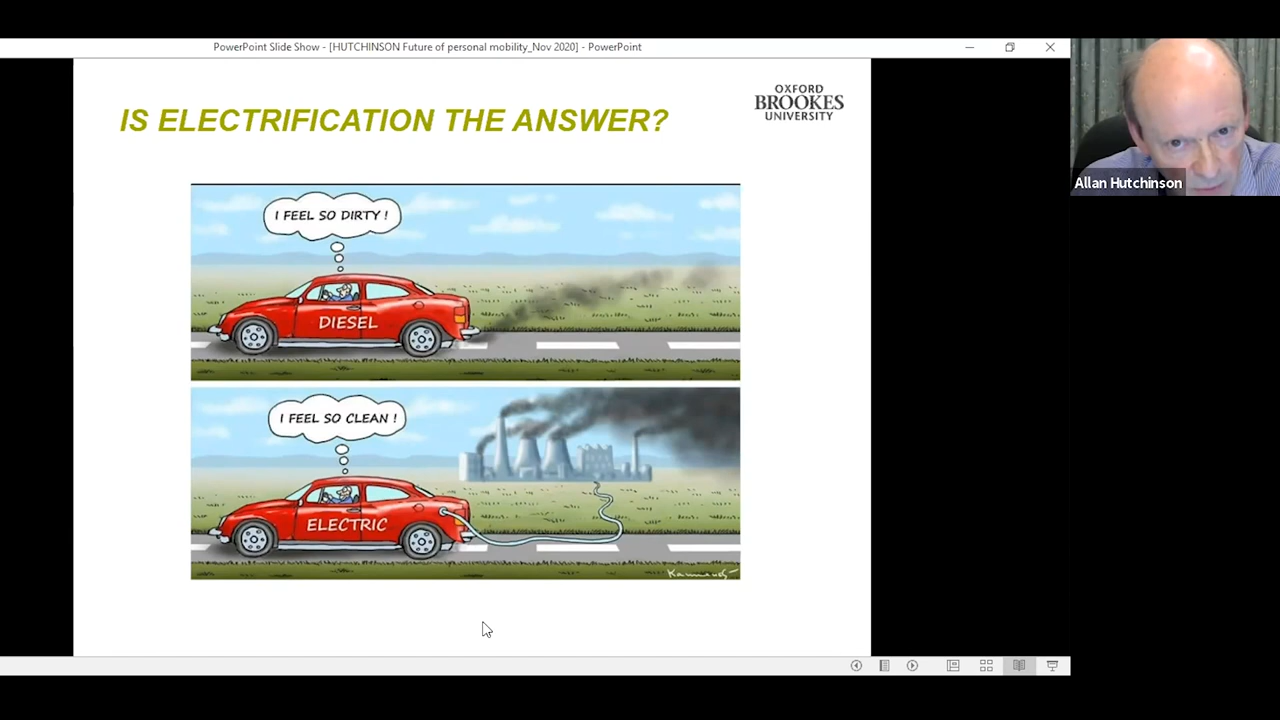 PowerPoint Slide Show - [HUTCHINSON Future of personal mobility_Nov 2020] - PowerPoint
IS ELECTRIFICATION THE ANSWER?
OXFORD
BROOKES
UNIVERSITY
Allan Hutchinson
I FEEL SO DIRTY !
DIESEL
I FEEL SO CLEAN !
ELECTRIC